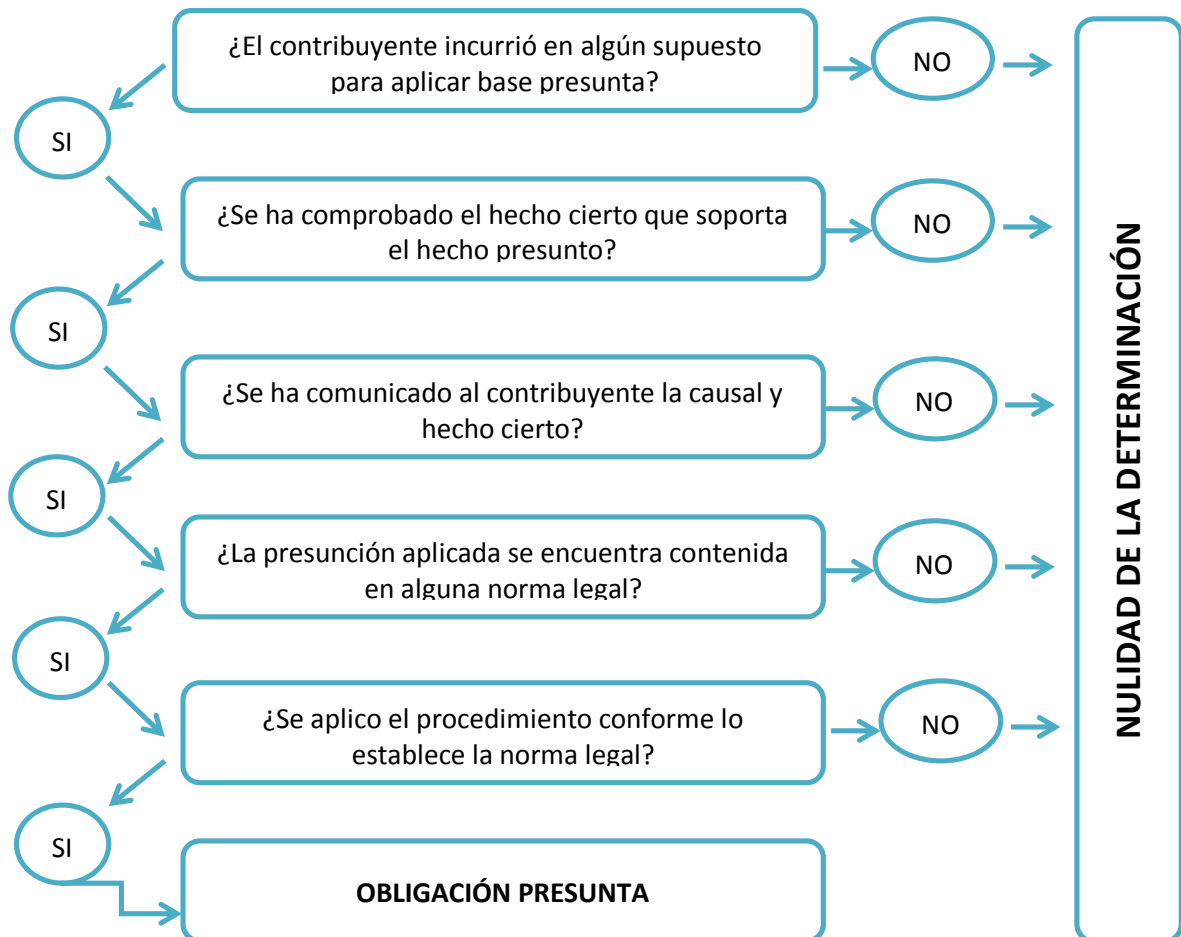 ¿El contribuyente incurrió en algún supuesto
para aplicar base presunta?
NO
SI
¿Se ha comprobado el hecho cierto que soporta
el hecho presunto?
NO
SI
¿Se ha comunicado al contribuyente la causal y
hecho cierto?
NO
SI
¿La presunción aplicada se encuentra contenida
en alguna norma legal?
NO
SI
¿Se aplico el procedimiento conforme lo
establece la norma legal?
NO
SI
OBLIGACIÓN PRESUNTA
NULIDAD DE LA DETERMINACIÓN